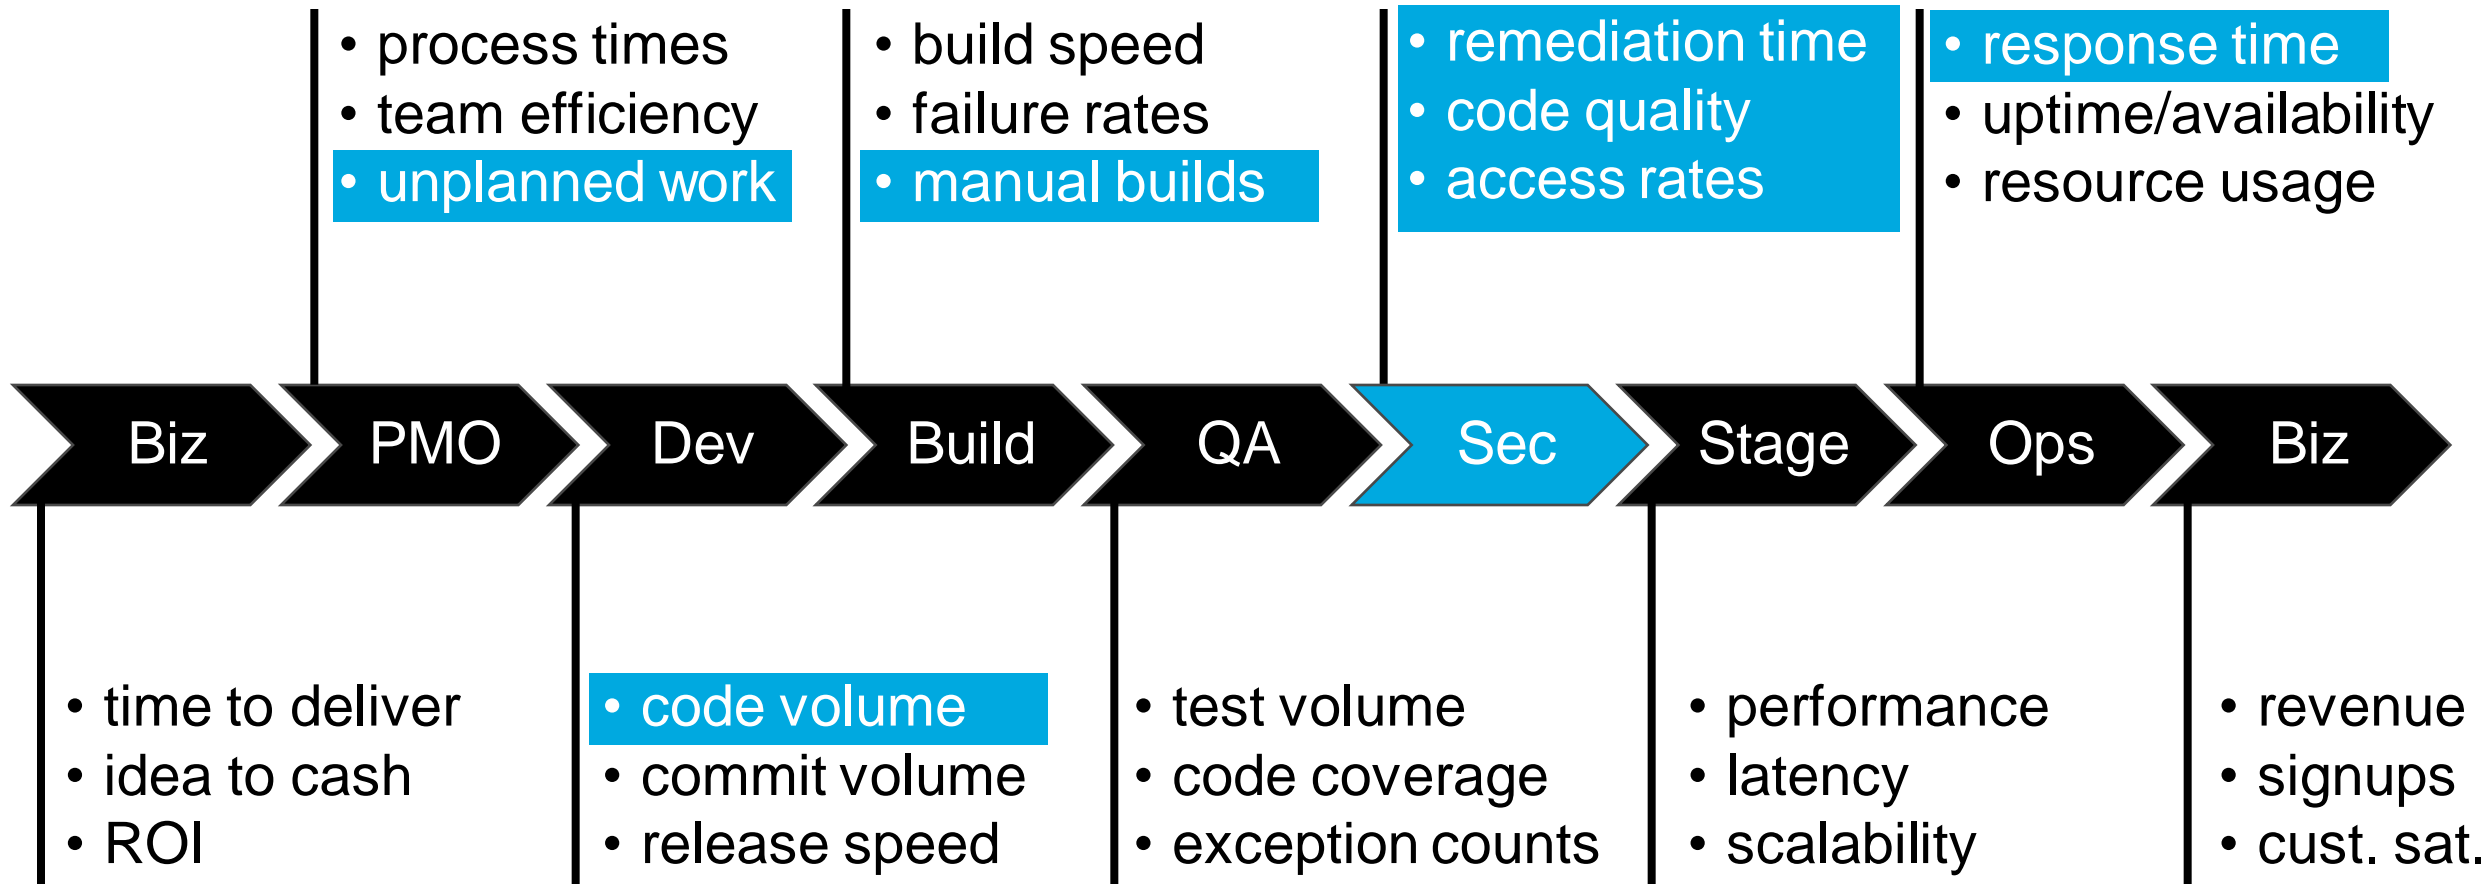 • process times
• team efficiency
• unplanned work
• build speed
• failure rates
• manual builds
• remediation time
• code quality
• access rates
• response time
• uptime/availability
• resource usage
Biz
PMO
Dev
Build
QA
Sec
Stage
Ops
Biz
• time to deliver
• idea to cash
• ROI
• code volume
• commit volume
• release speed
• test volume
• code coverage
• exception counts
• performance
• latency
• scalability
• revenue
• signups
• cust. sat.